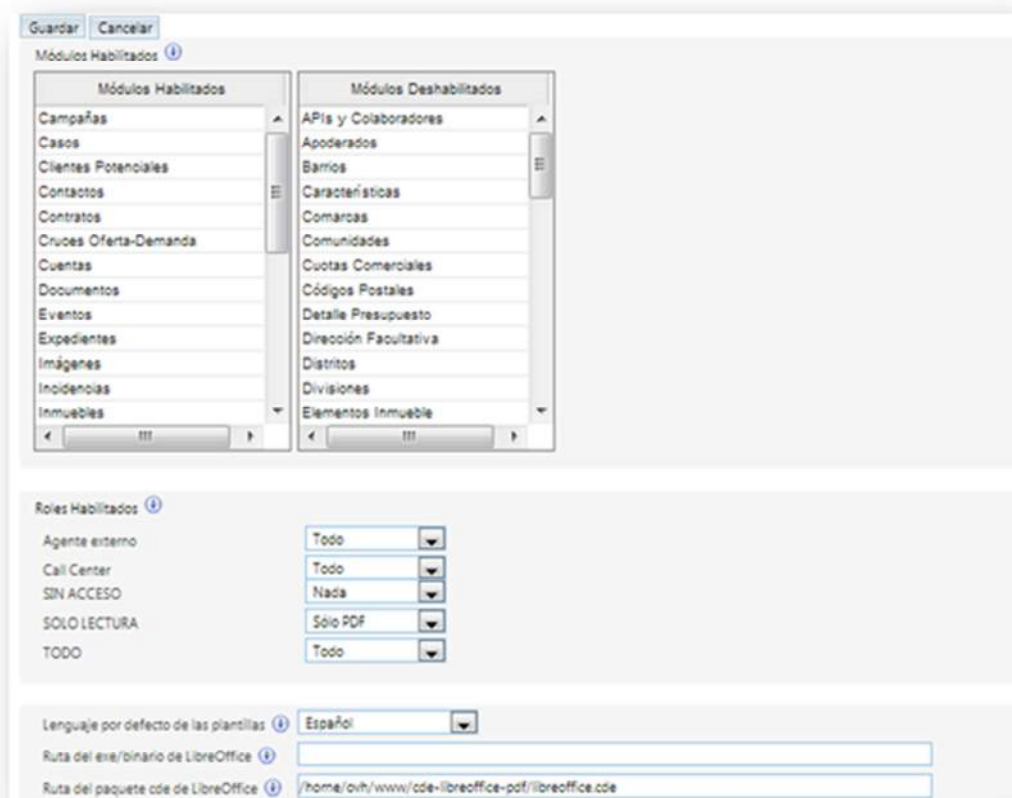 Guardar Cancelar
Módulos Habilitados
Módulos Habilitados Módulos Deshabilitados
Campañas APIs y Colaboradores
Casos Apoderados
Clientes Potenciales Barrios
Contactos Características
Contratos Comarcas
Cruces Oferta-Demanda Comunidades
Cuentas Cuotas Comerciales
Documentos Códigos Postales
Eventos Detalle Presupuesto
Expedientes Dirección Facultativa
Imágenes Distritos
Incidencias Divisiones
Inmuebles Elementos Inmueble
Roles Habilitados
Agente externo Todo
Call Center Todo
SIN ACCESO Nada
SOLO LECTURA Sólo PDF
TODO Todo
Lenguaje por defecto de las plantillas Español
Ruta del exe/binario de LibreOffice
Ruta del paquete cde de LibreOffice /home/ovh/www/cde-libreoffice-pdf/libreoffice.cde